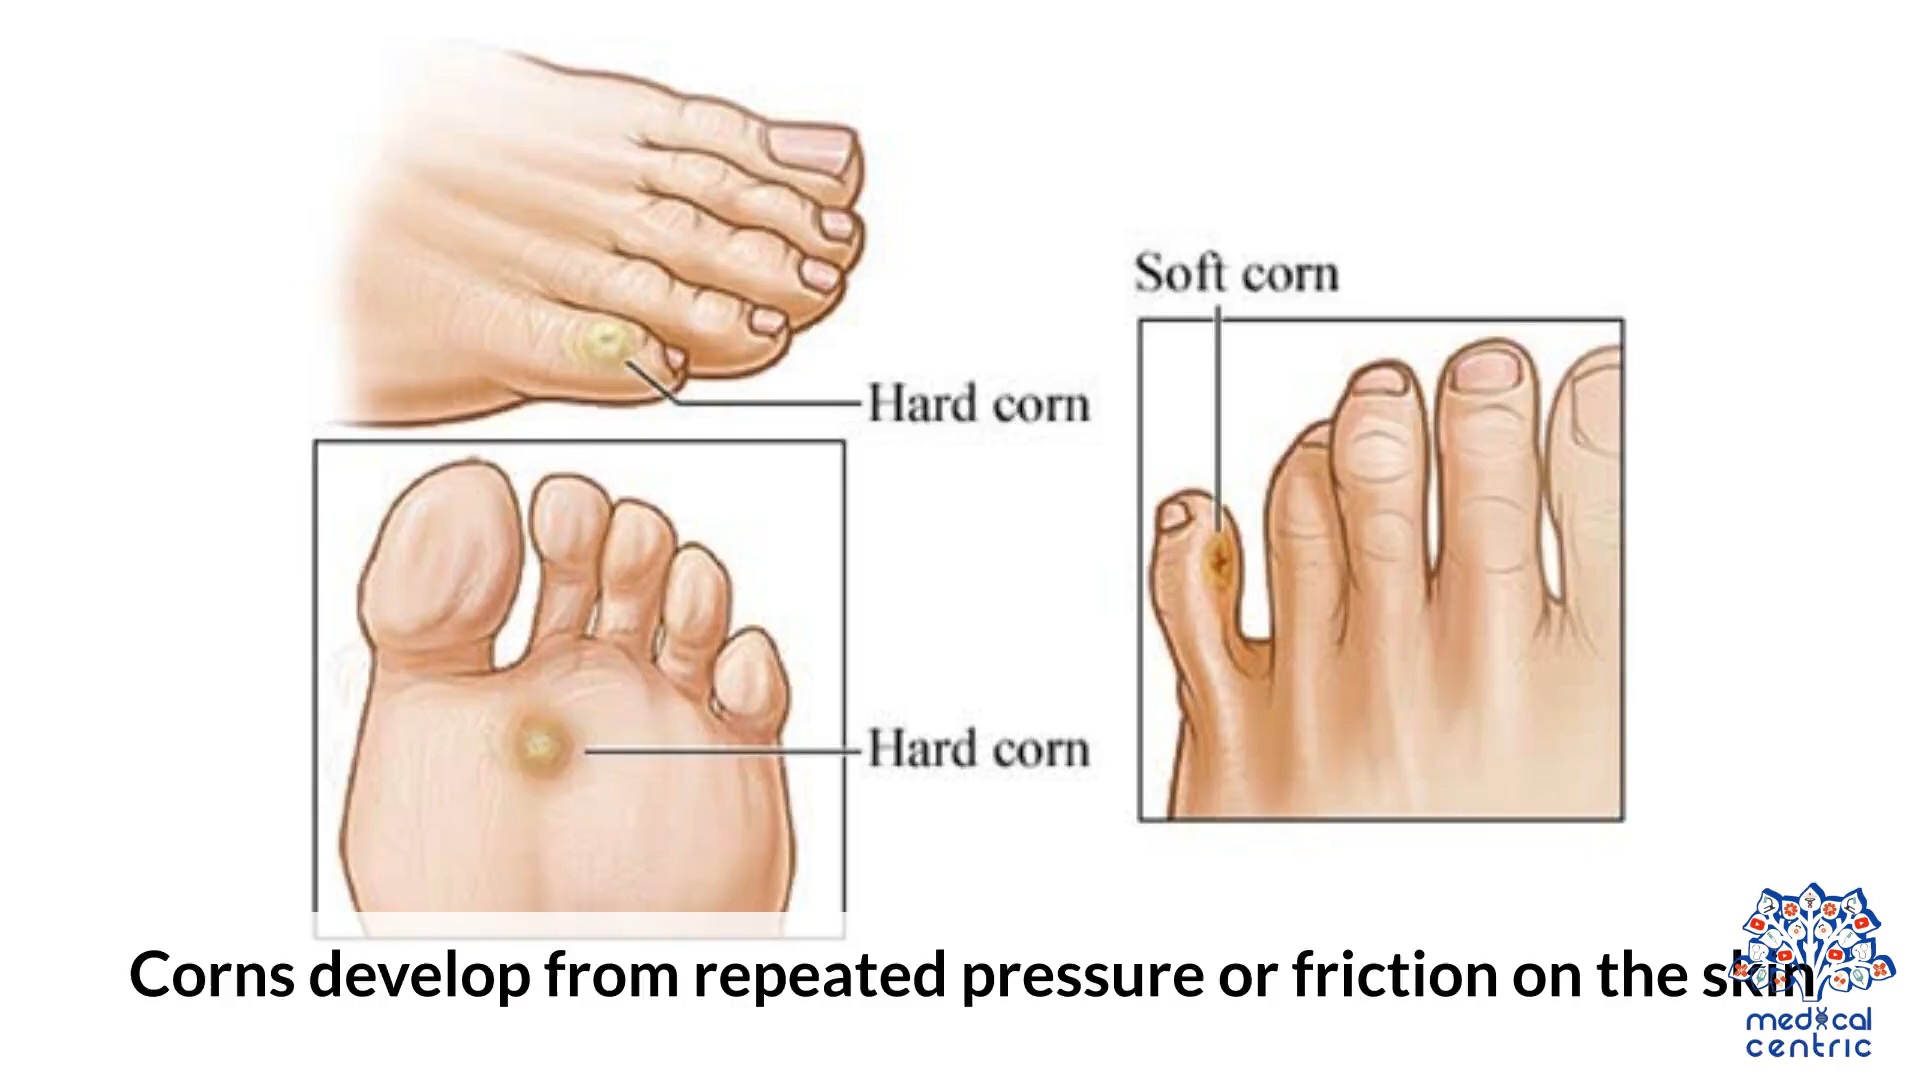 Soft corn
Hard corn
Hard corn
Corns develop from repeated pressure or friction on the skin
medical
centric